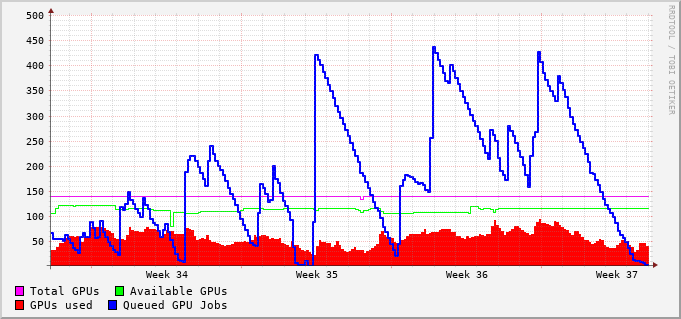 500
450
400
350
300
250
200
150
100
50
Week 34 Week 35 Week 36 Week 37
Total GPUs Available GPUs
GPUs used Queued GPU Jobs
RRDTOOL / TOBI OETIKER